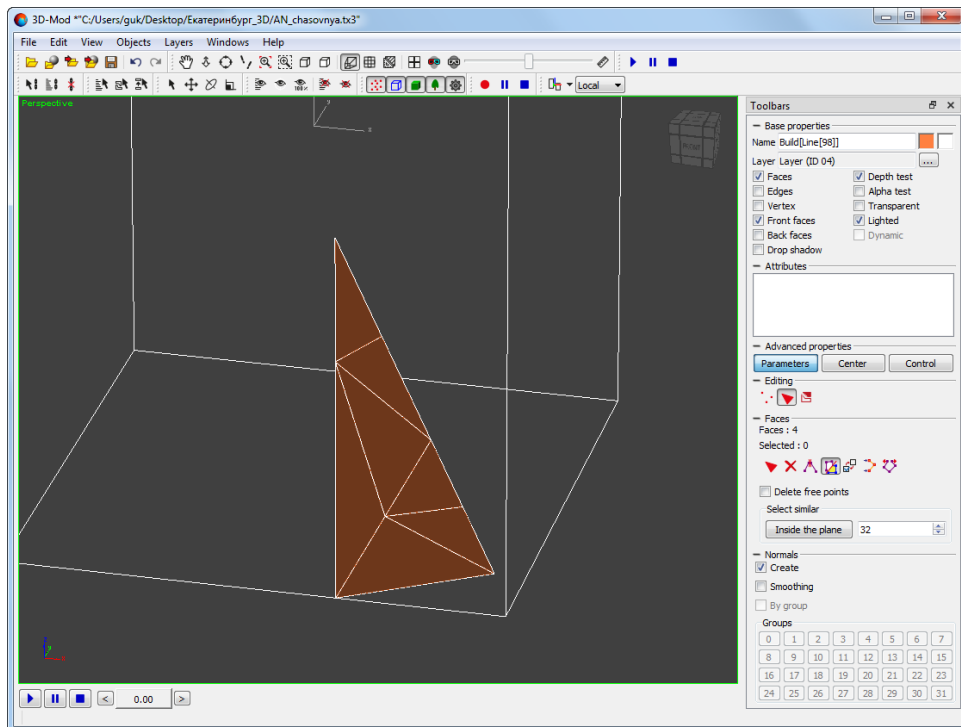 3D-Mod *"C:/Users/guk/Desktop/Екатеринбург_3D/AN_chasovnya.tx3"
File Edit View Objects Layers Windows Help
100%
Local
Perspective
y
x
Toolbars
Base properties
Name Build[Line[98]]
Layer Layer (ID 04) ...
Faces Depth test
Edges Alpha test
Vertex Transparent
Front faces Lighted
Back faces Dynamic
Drop shadow
Attributes
Advanced properties
Parameters Center Control
Editing
Faces
Faces : 4
Selected : 0
Delete free points
Select similar
Inside the plane 32
Normals
Create
Smoothing
By group
Groups
0 1 2 3 4 5 6 7
8 9 10 11 12 13 14 15
16 17 18 19 20 21 22 23
24 25 26 27 28 29 30 31
< 0.00 >